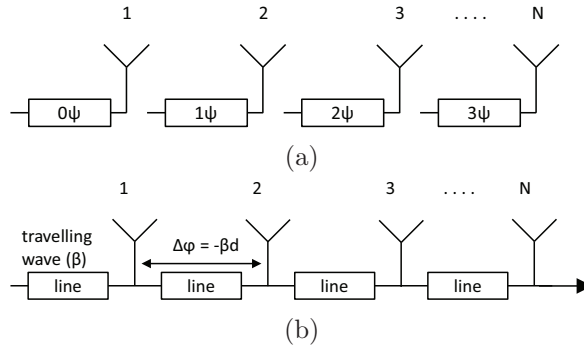 1 2 3 .... N
0ψ 1ψ 2ψ 3ψ
(a)
1 2 3 .... N
travelling
wave (β)
Δφ = -βd
line line line line
(b)